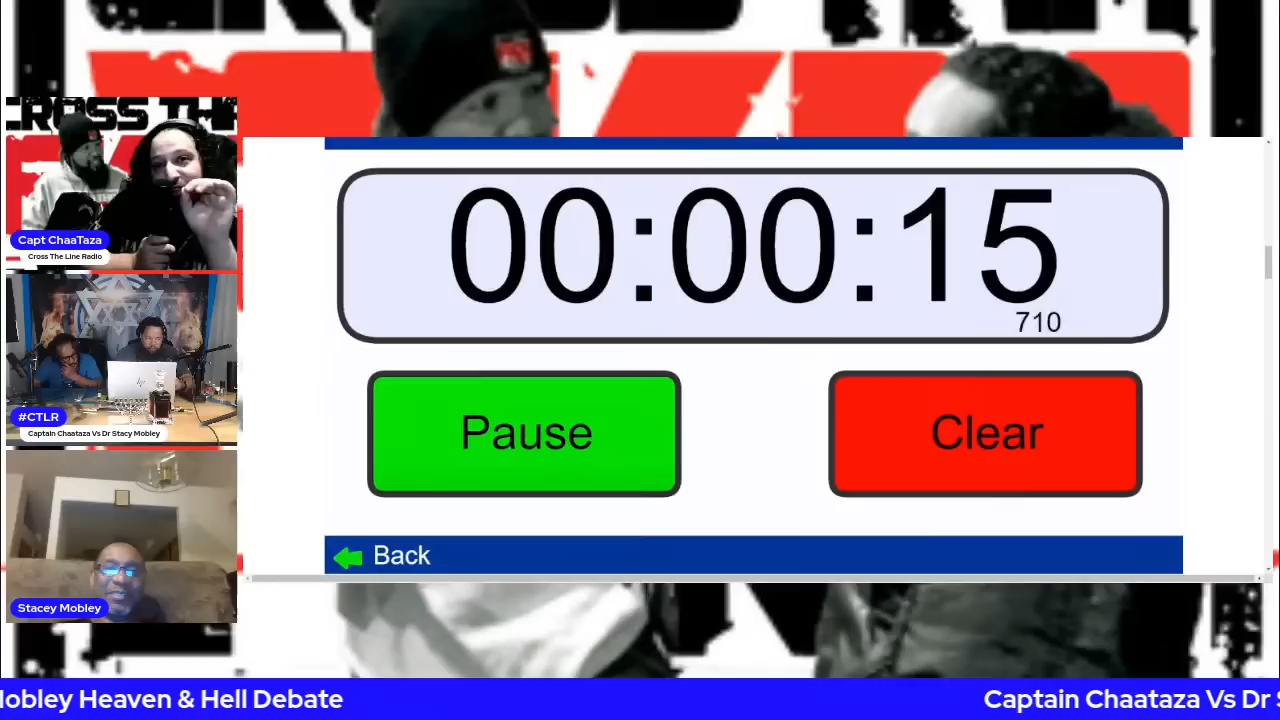 CROSS TH
Capt ChaaTaza
Cross The Line Radio
#CTLR
Captain Chaataza Vs Dr Stacy Mobley
Stacey Mobley
00:00:15
710
Pause
Clear
Back
Mobley Heaven & Hell Debate
Captain Chaataza Vs Dr S